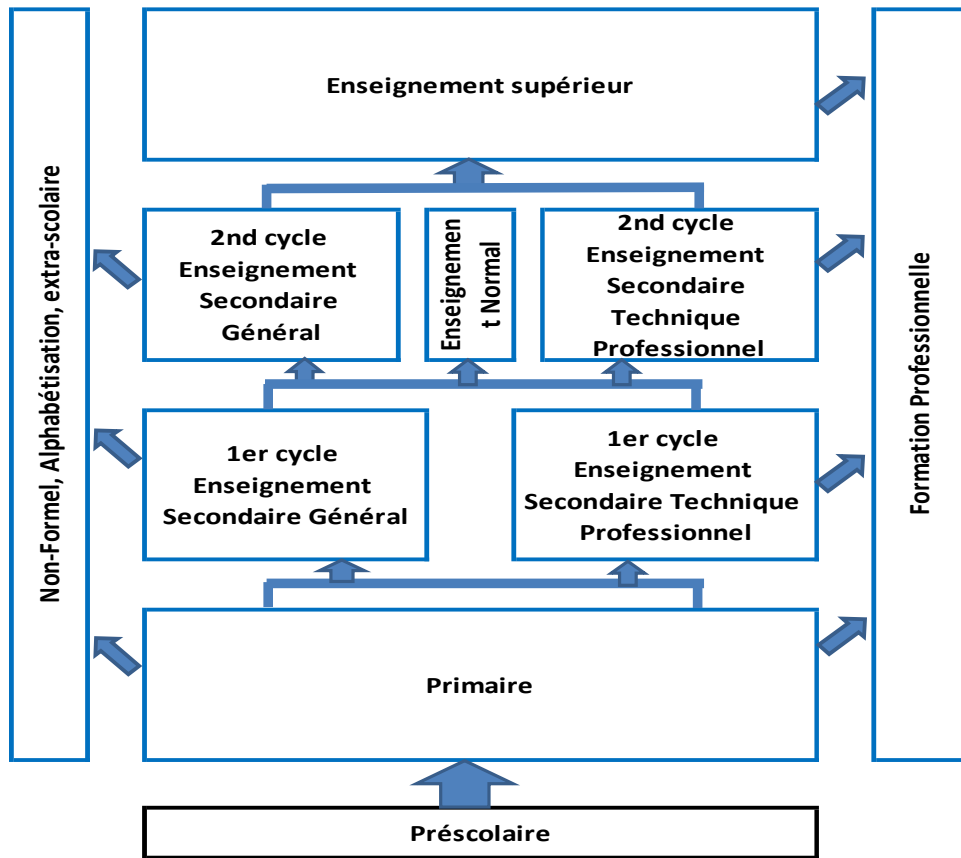 Enseignement supérieur
Non-Formel, Alphabétisation, extra-scolaire
2nd cycle
Enseignement
Secondaire
Général
Enseignemen
t Normal
2nd cycle
Enseignement
Secondaire
Technique
Professionnel
Formation Professionnelle
1er cycle
Enseignement
Secondaire Général
1er cycle
Enseignement
Secondaire Technique
Professionnel
Primaire
Préscolaire